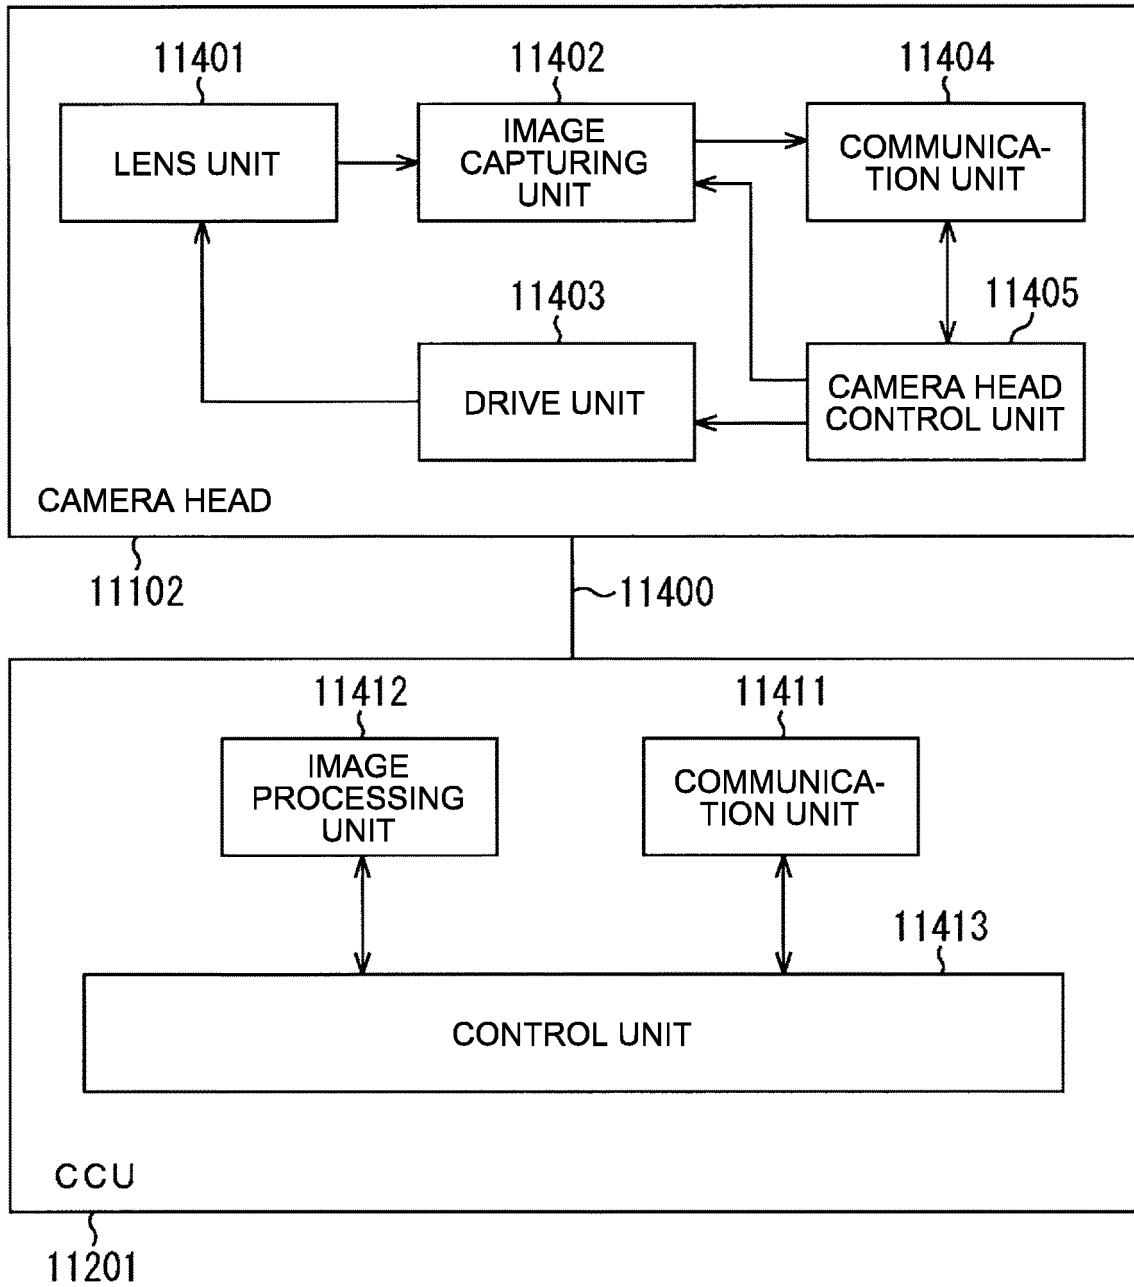 11401
11402
11404
LENS UNIT
IMAGE
CAPTURING
UNIT
COMMUNICA-
TION UNIT
11403
11405
DRIVE UNIT
CAMERA HEAD
CONTROL UNIT
CAMERA HEAD
11102
11400
11412
11411
IMAGE
PROCESSING
UNIT
COMMUNICA-
TION UNIT
11413
CONTROL UNIT
CCU
11201